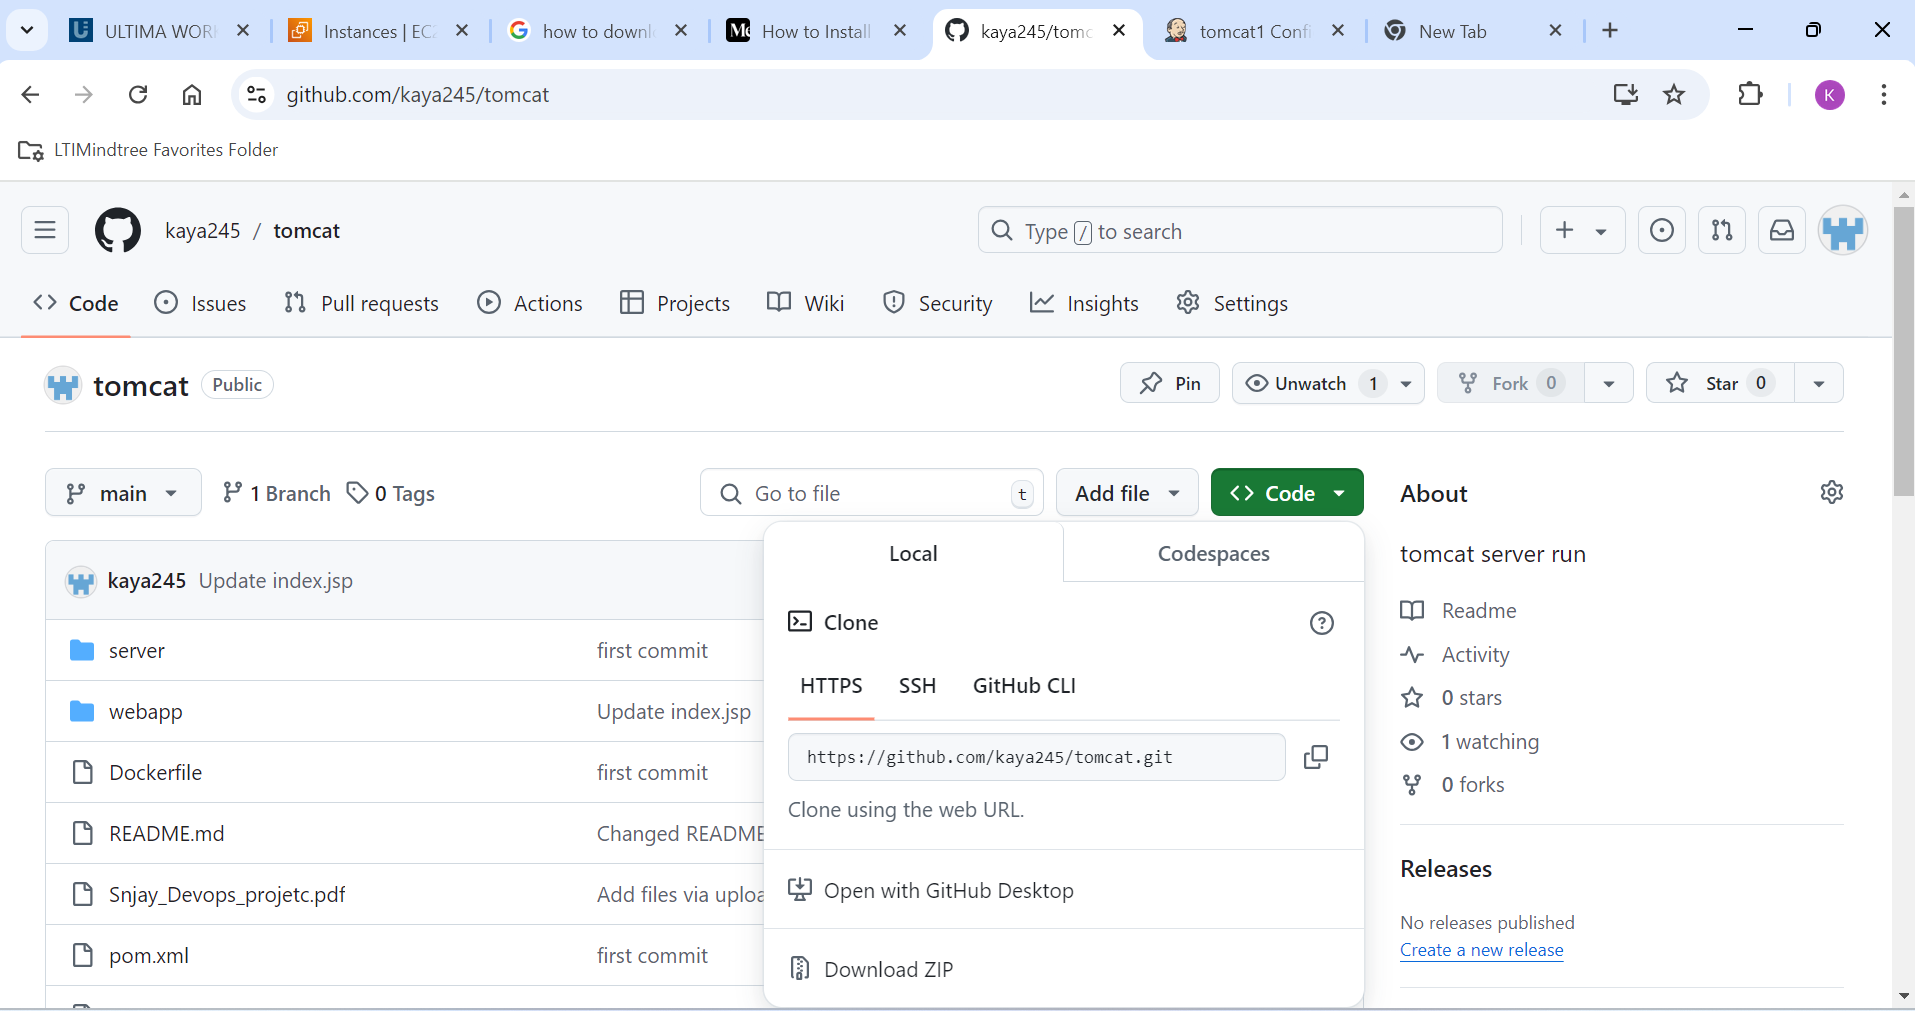 ULTIMA WOR
Instances | EC2
how to downl
How to Install
kaya245/tomc
tomcat1 Confi
New Tab
github.com/kaya245/tomcat
K
LTIMindtree Favorites Folder
kaya245 / tomcat
Type / to search
Code
Issues
Pull requests
Actions
Projects
Wiki
Security
Insights
Settings
tomcat Public
Pin
Unwatch 1
Fork 0
Star 0
main
1 Branch
0 Tags
Go to file t
Add file
Code
About
tomcat server run
Local
Codespaces
kaya245 Update index.jsp
Clone
HTTPS
SSH
GitHub CLI
https://github.com/kaya245/tomcat.git
Clone using the web URL.
Open with GitHub Desktop
Download ZIP
server first commit
webapp Update index.jsp
Dockerfile first commit
README.md Changed README
Snjay_Devops_projetc.pdf Add files via uploa
pom.xml first commit
Readme
Activity
0 stars
1 watching
0 forks
Releases
No releases published
Create a new release